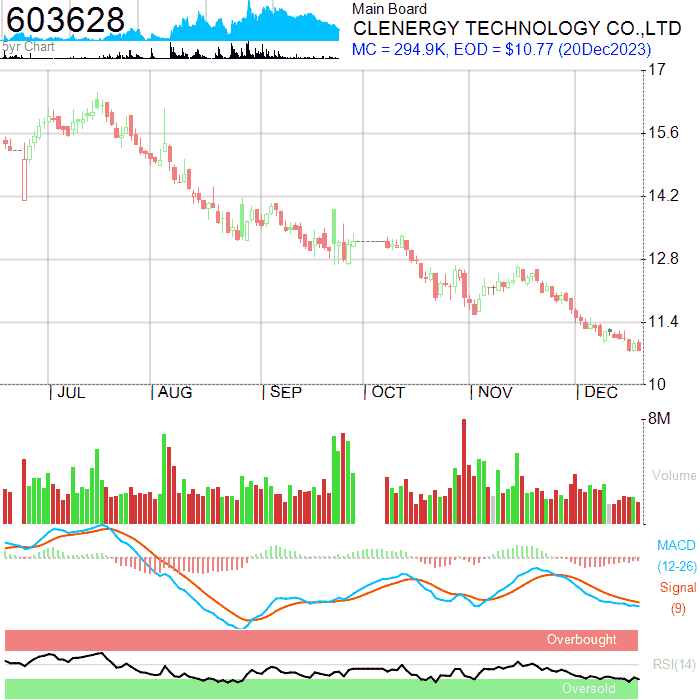 603628
5yr Chart
Main Board
CLENERGY TECHNOLOGY CO.,LTD
MC = 294.9K, EOD = $10.77 (20Dec2023)
17
15.6
14.2
12.8
11.4
10
JUL AUG SEP OCT NOV DEC
8M
Volume
MACD
(12-26)
Signal
(9)
Overbought
RSI(14)
Oversold